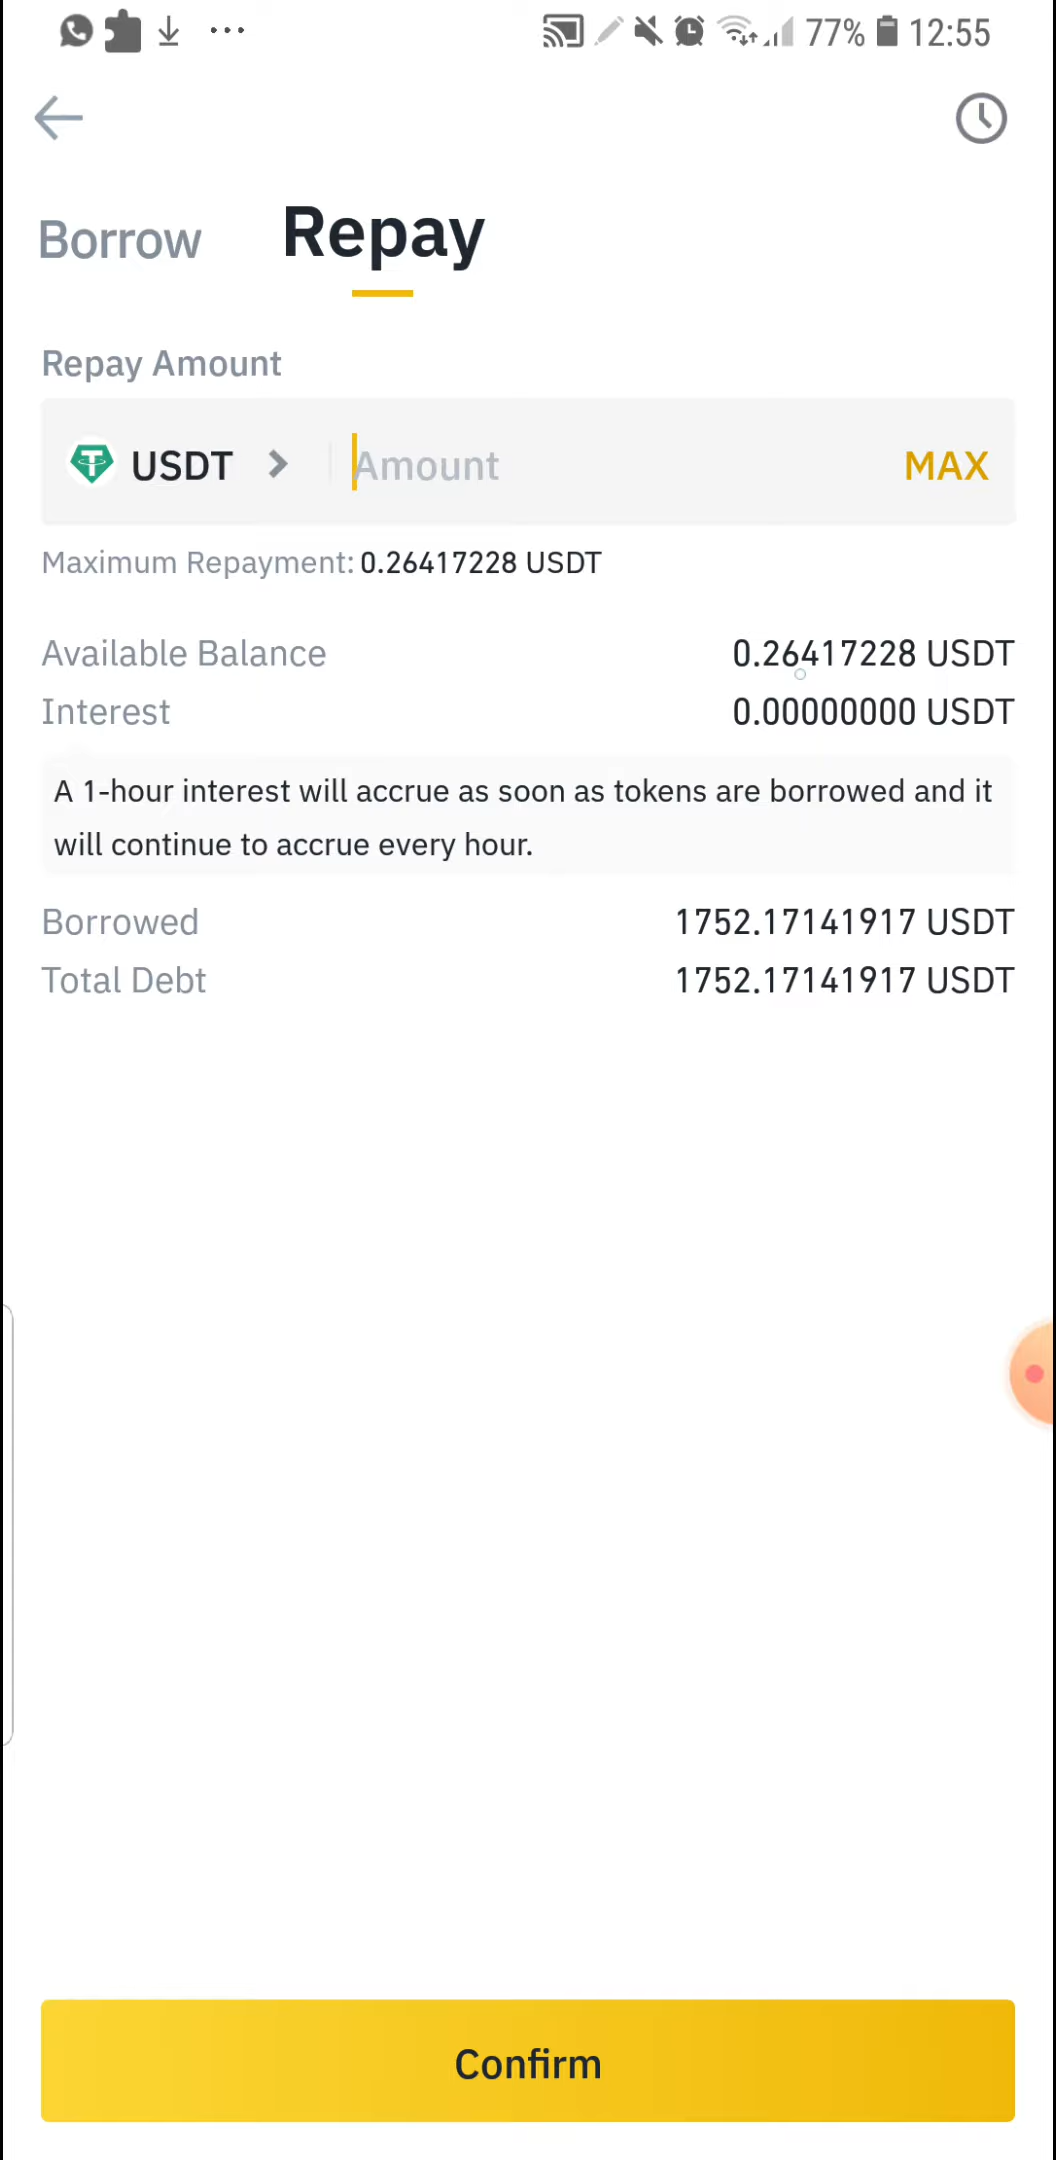 77% 12:55
Borrow Repay
Repay Amount
USDT Amount MAX
Maximum Repayment: 0.26417228 USDT
Available Balance 0.26417228 USDT
Interest 0.00000000 USDT
A 1-hour interest will accrue as soon as tokens are borrowed and it
will continue to accrue every hour.
Borrowed 1752.17141917 USDT
Total Debt 1752.17141917 USDT
Confirm